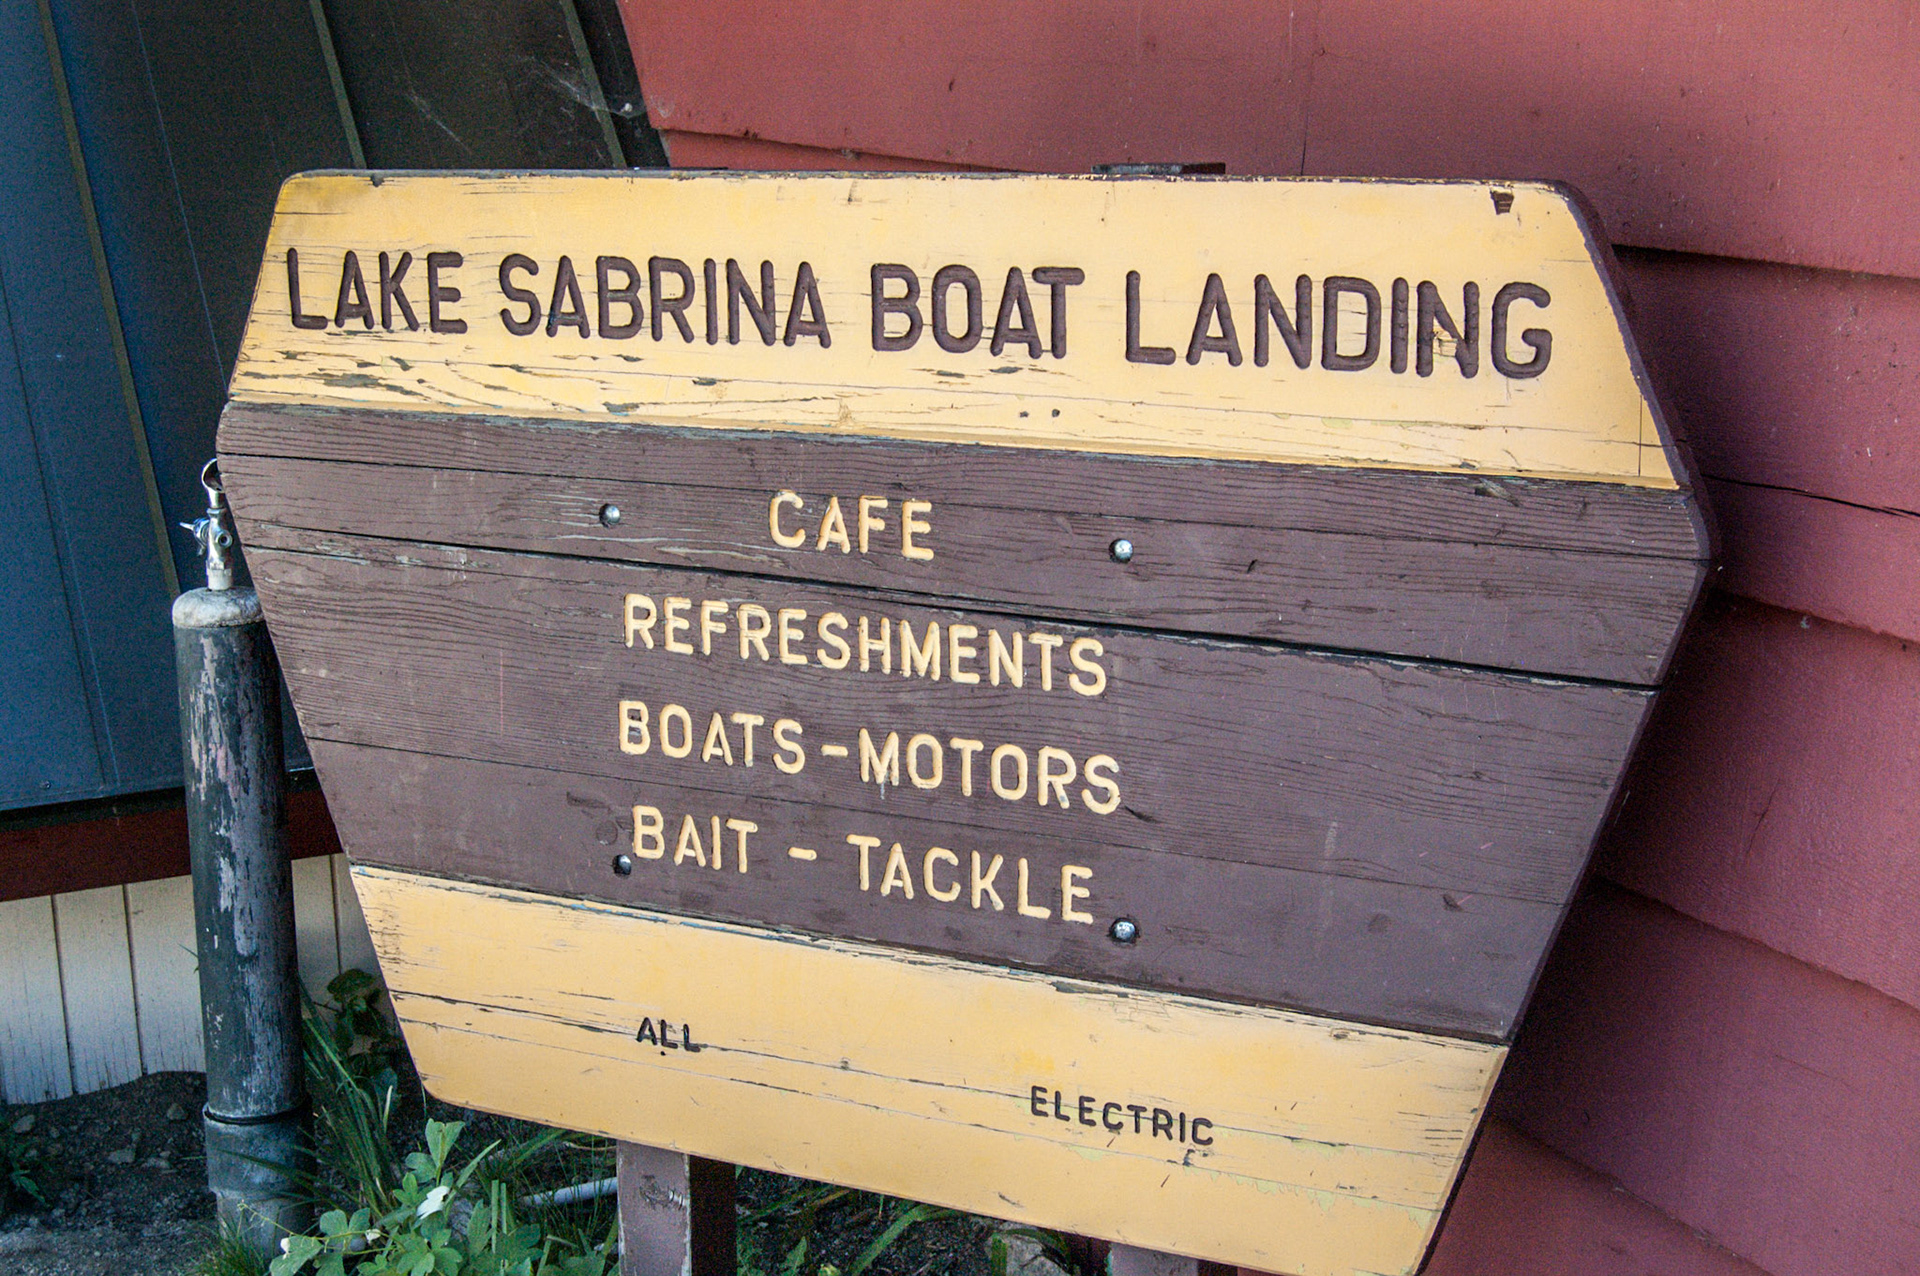 LAKE SABRINA BOAT LANDING
CAFE
REFRESHMENTS
BOATS-MOTORS
BAIT - TACKLE
ALL
ELECTRIC